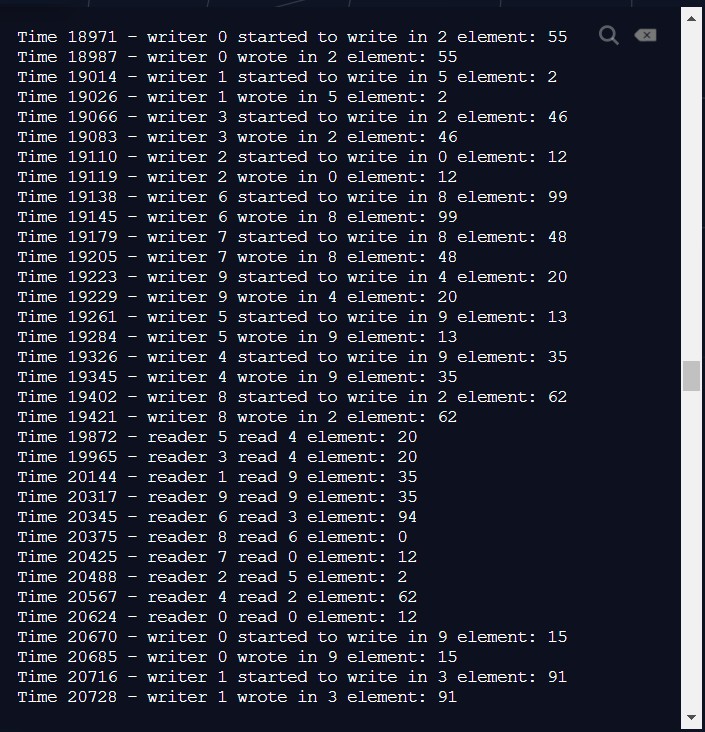 Time 18971 - writer 0 started to write in 2 element: 55
Time 18987 - writer 0 wrote in 2 element: 55
Time 19014 - writer 1 started to write in 5 element: 2
Time 19026 - writer 1 wrote in 5 element: 2
Time 19066 - writer 3 started to write in 2 element: 46
Time 19083 - writer 3 wrote in 2 element: 46
Time 19110 - writer 2 started to write in 0 element: 12
Time 19119 - writer 2 wrote in 0 element: 12
Time 19138 - writer 6 started to write in 8 element: 99
Time 19145 - writer 6 wrote in 8 element: 99
Time 19179 - writer 7 started to write in 8 element: 48
Time 19205 - writer 7 wrote in 8 element: 48
Time 19223 - writer 9 started to write in 4 element: 20
Time 19229 - writer 9 wrote in 4 element: 20
Time 19261 - writer 5 started to write in 9 element: 13
Time 19284 - writer 5 wrote in 9 element: 13
Time 19326 - writer 4 started to write in 9 element: 35
Time 19345 - writer 4 wrote in 9 element: 35
Time 19402 - writer 8 started to write in 2 element: 62
Time 19421 - writer 8 wrote in 2 element: 62
Time 19872 - reader 5 read 4 element: 20
Time 19965 - reader 3 read 4 element: 20
Time 20144 - reader 1 read 9 element: 35
Time 20317 - reader 9 read 9 element: 35
Time 20345 - reader 6 read 3 element: 94
Time 20375 - reader 8 read 6 element: 0
Time 20425 - reader 7 read 0 element: 12
Time 20488 - reader 2 read 5 element: 2
Time 20567 - reader 4 read 2 element: 62
Time 20624 - reader 0 read 0 element: 12
Time 20670 - writer 0 started to write in 9 element: 15
Time 20685 - writer 0 wrote in 9 element: 15
Time 20716 - writer 1 started to write in 3 element: 91
Time 20728 - writer 1 wrote in 3 element: 91